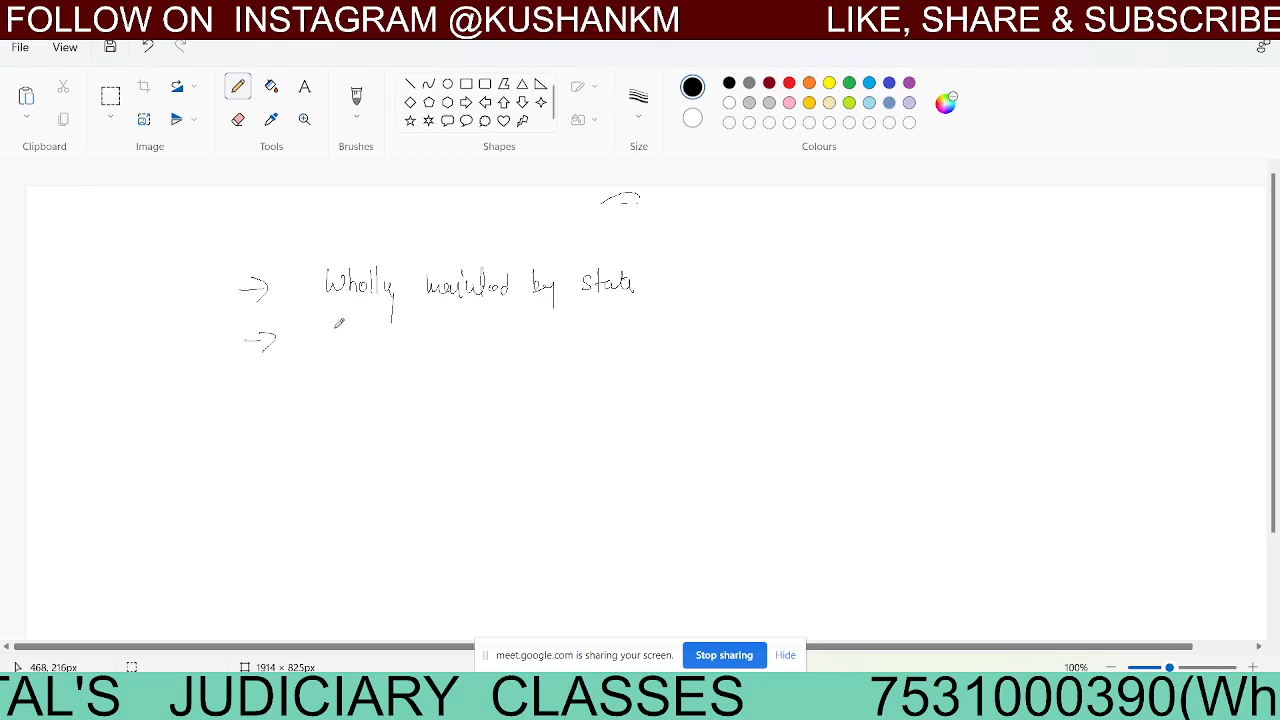 FOLLOW ON INSTAGRAM @KUSHANKM LIKE, SHARE & SUBSCRIBE
File View
Clipboard Image Tools Brushes Shapes Size Colours
→ Wholly by State
→
meet.google.com is sharing your screen. Stop sharing Hide
468, 216px 1914 × 825px 100%
TAL'S JUDICIARY CLASSES 7531000390(Wh